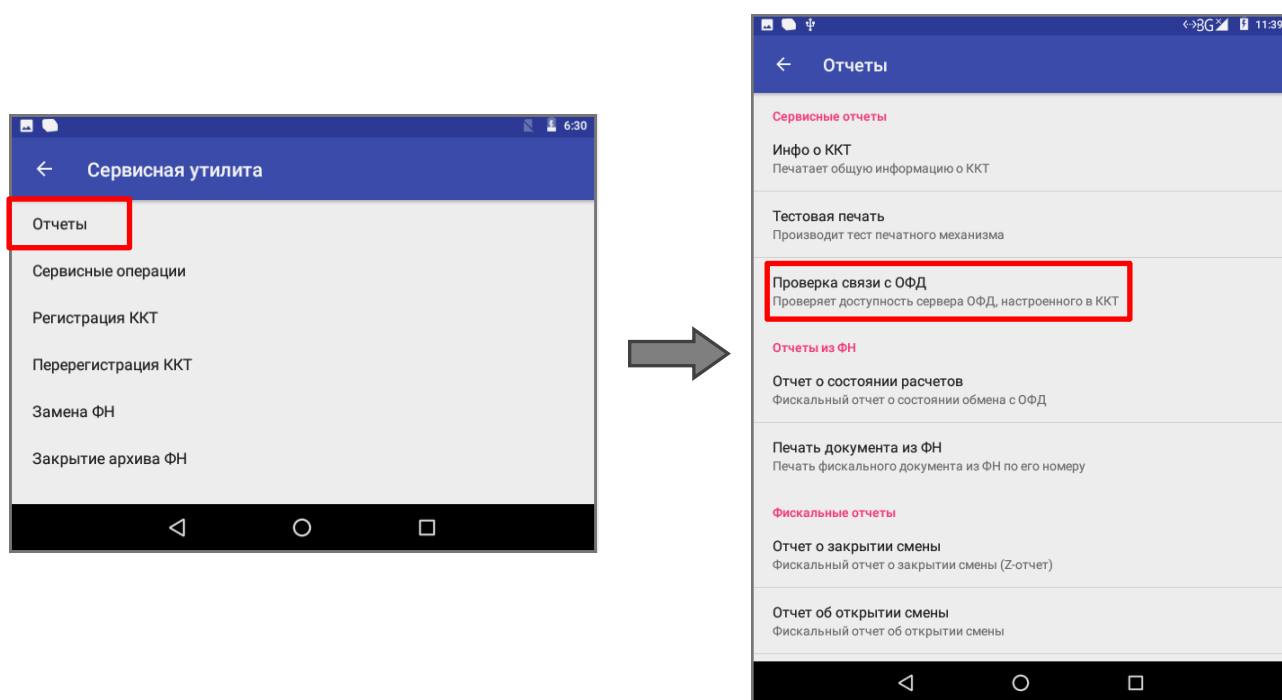 6:30
Сервисная утилита
Отчеты
Сервисные операции
Регистрация ККТ
Перерегистрация ККТ
Замена ФН
Закрытие архива ФН
11:39
Отчеты
Сервисные отчеты
Инфо о ККТ
Печатает общую информацию о ККТ
Тестовая печать
Производит тест печатного механизма
Проверка связи с ОФД
Проверяет доступность сервера ОФД, настроенного в ККТ
Отчеты из ФН
Отчет о состоянии расчетов
Фискальный отчет о состоянии обмена с ОФД
Печать документа из ФН
Печать фискального документа из ФН по его номеру
Фискальные отчеты
Отчет о закрытии смены
Фискальный отчет о закрытии смены (Z-отчет)
Отчет об открытии смены
Фискальный отчет об открытии смены